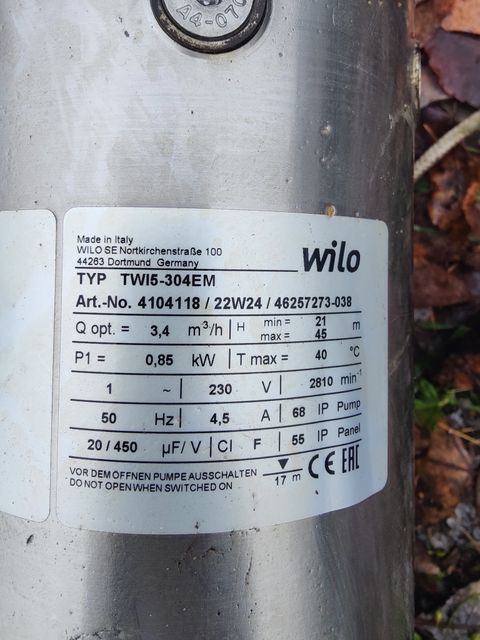 A4-070
Made in Italy
WILO SE Nortkirchenstraße 100
44263 Dortmund Germany
wilo
TYP TWI5-304EM
Art.-No. 4104118 / 22W24 / 46257273-038
Q opt. = 3,4 m³/h H min = 21 m
max = 45
P1 = 0,85 kW T max = 40 °C
1 ~ 230 V 2810 min⁻¹
50 Hz 4,5 A 68 IP Pump
20 / 450 µF/ V Cl F 55 IP Panel
VOR DEM ÖFFNEN PUMPE AUSSCHALTEN
DO NOT OPEN WHEN SWITCHED ON
17 m
CE EAC